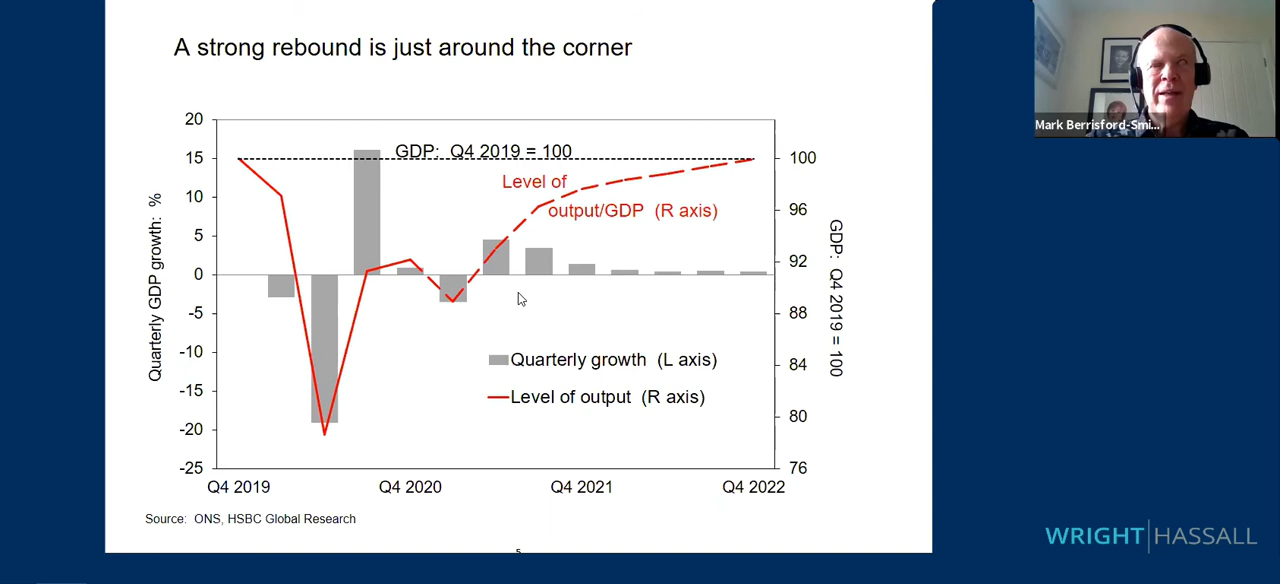 A strong rebound is just around the corner
Mark Berrisford-Smi...
20
15
10
5
0
-5
-10
-15
-20
-25
Quarterly GDP growth: %
GDP: Q4 2019 = 100
Level of
output/GDP (R axis)
Quarterly growth (L axis)
Level of output (R axis)
100
96
92
88
84
80
76
GDP: Q4 2019 = 100
Q4 2019
Q4 2020
Q4 2021
Q4 2022
Source: ONS, HSBC Global Research
5
WRIGHT HASSALL